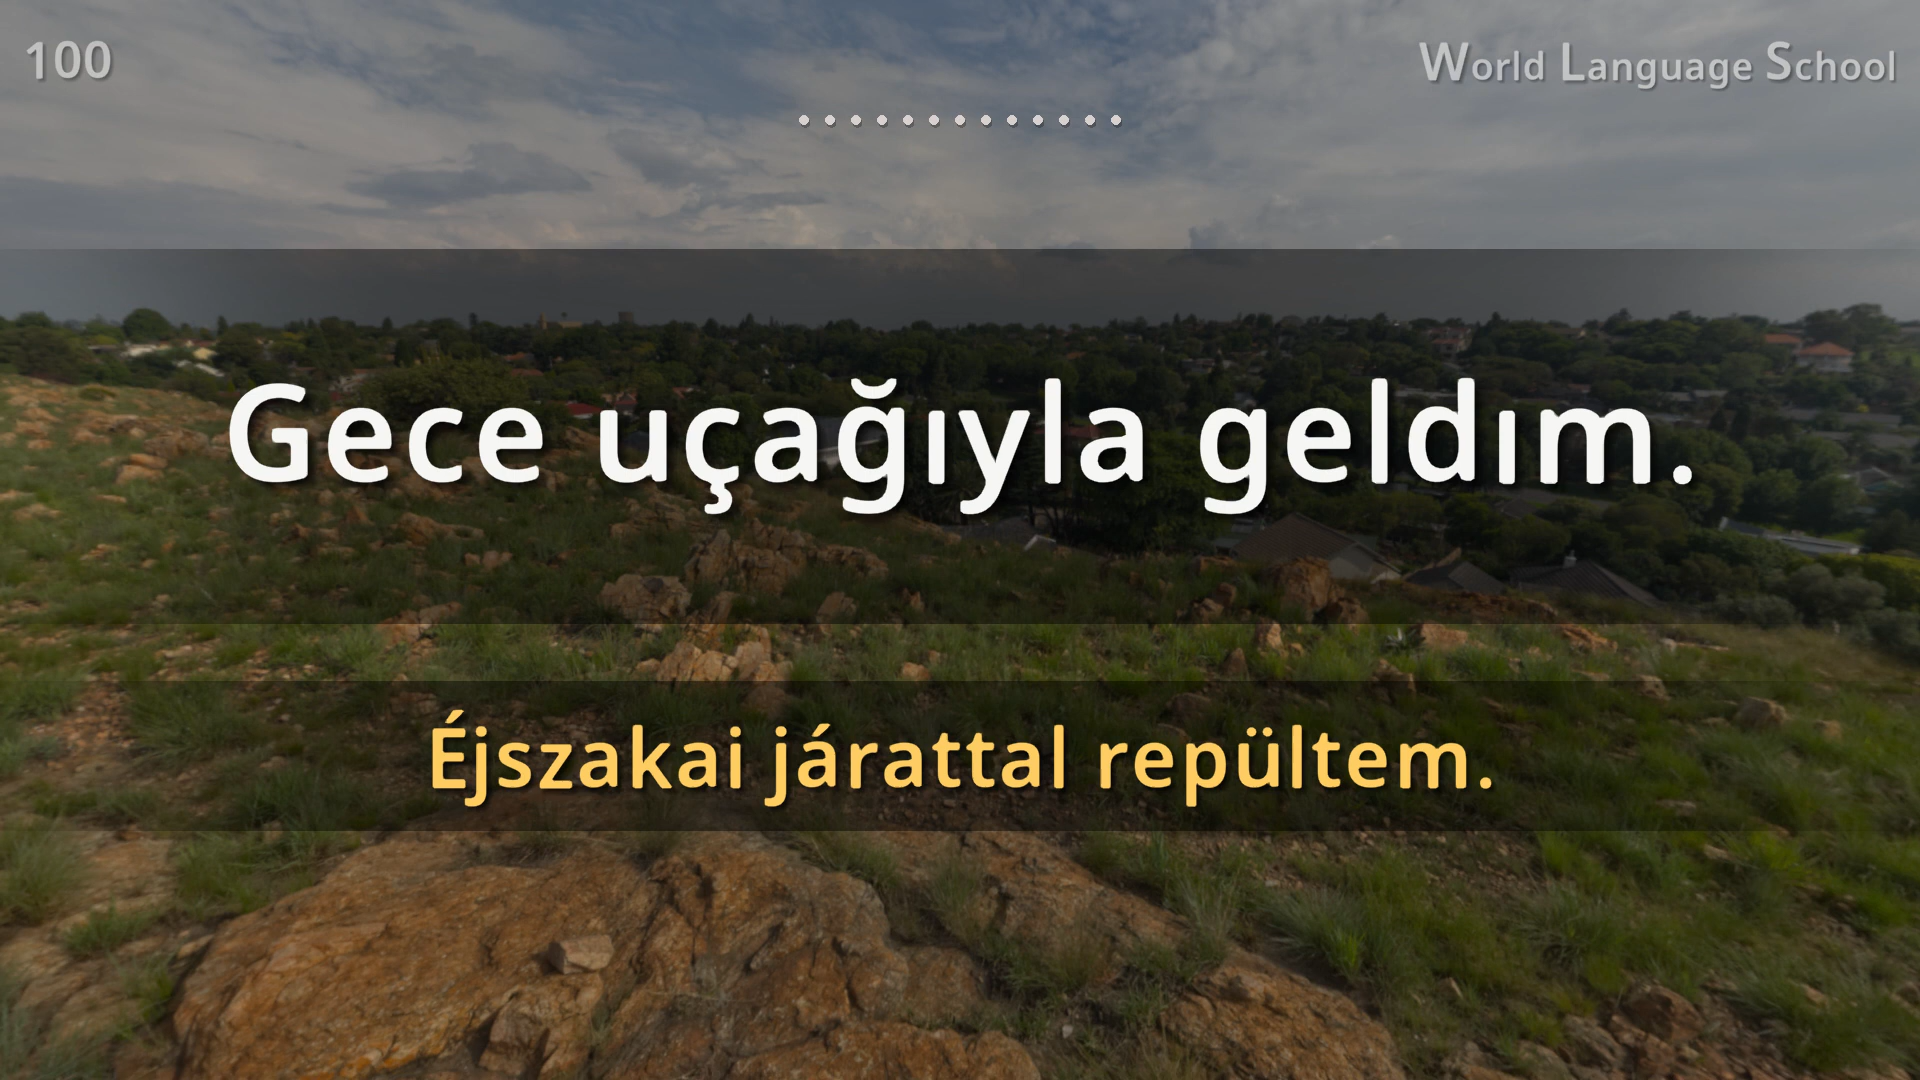 100
World Language School
Gece uçağıyla geldım.
Éjszakai járattal repültem.